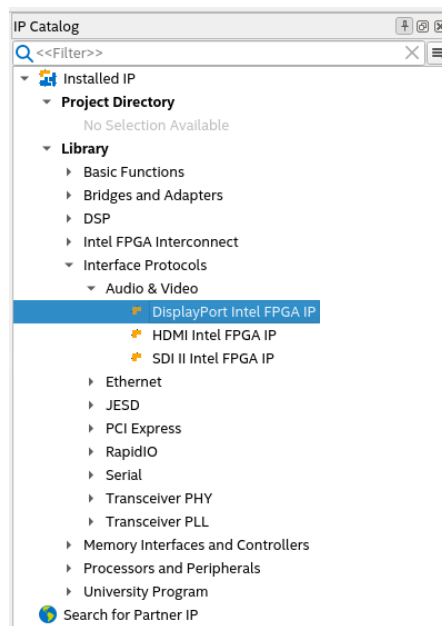 IP Catalog
<<Filter>>
Installed IP
Project Directory
No Selection Available
Library
Basic Functions
Bridges and Adapters
DSP
Intel FPGA Interconnect
Interface Protocols
Audio & Video
DisplayPort Intel FPGA IP
HDMI Intel FPGA IP
SDI II Intel FPGA IP
Ethernet
JESD
PCI Express
RapidIO
Serial
Transceiver PHY
Transceiver PLL
Memory Interfaces and Controllers
Processors and Peripherals
University Program
Search for Partner IP